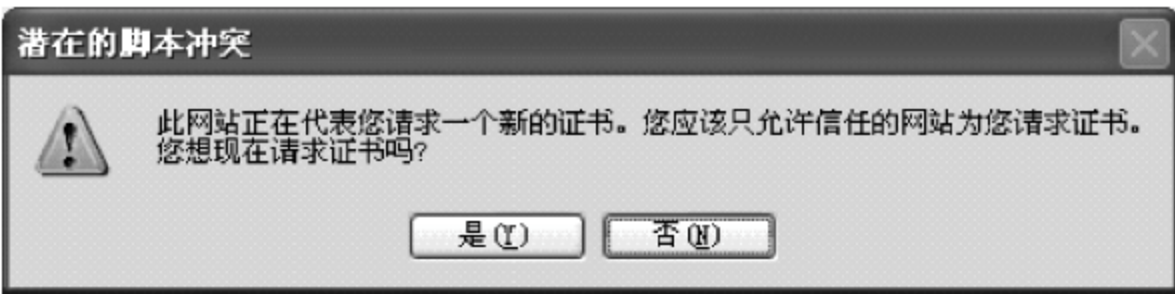 潜在的脚本冲突
此网站正在代表您请求一个新的证书。您应该只允许信任的网站为您请求证书。
您想现在请求证书吗?
是(Y) 否(N)